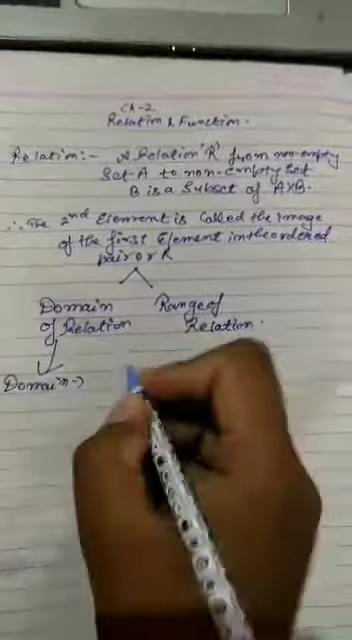 Ch-2
Relation & Function.
Relation:- A Relation 'R' from non-empty
Set A to non-empty set
B is a Subset of A×B.
∴ The 2nd Element is Called the Image
of the first Element in the ordered
pair or R
Domain Range of
of Relation Relation.
Domain→